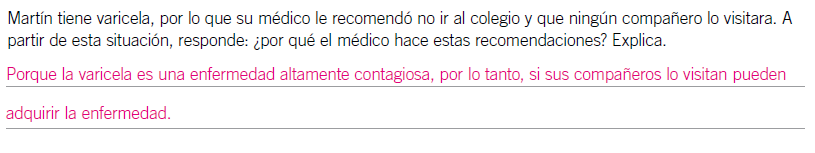 Martín tiene varicela, por lo que su médico le recomendó no ir al colegio y que ningún compañero lo visitara. A
partir de esta situación, responde: ¿por qué el médico hace estas recomendaciones? Explica.
Porque la varicela es una enfermedad altamente contagiosa, por lo tanto, si sus compañeros lo visitan pueden
adquirir la enfermedad.